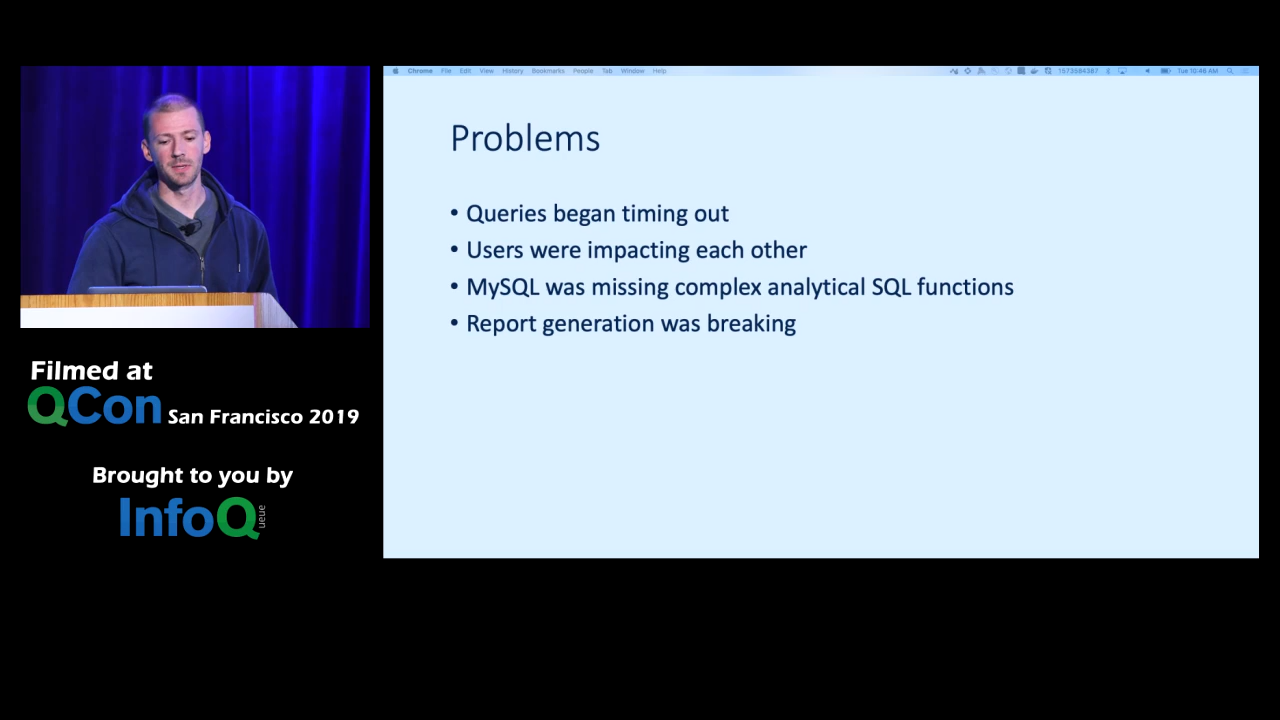 Chrome File Edit View History Bookmarks People Tab Window Help
1573584387
Tue 10:46 AM
Problems
• Queries began timing out
• Users were impacting each other
• MySQL was missing complex analytical SQL functions
• Report generation was breaking
Filmed at
QCon San Francisco 2019
Brought to you by
InfoQ
ueue